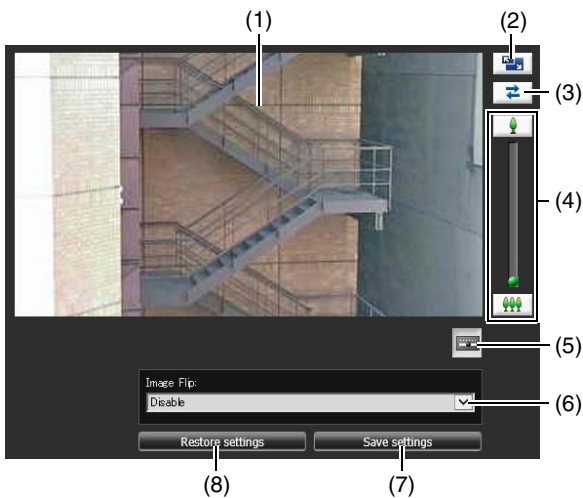 (1)
(2)
(3)
(4)
(5)
Image Flip:
Disable
(6)
Restore settings
Save settings
(8)
(7)